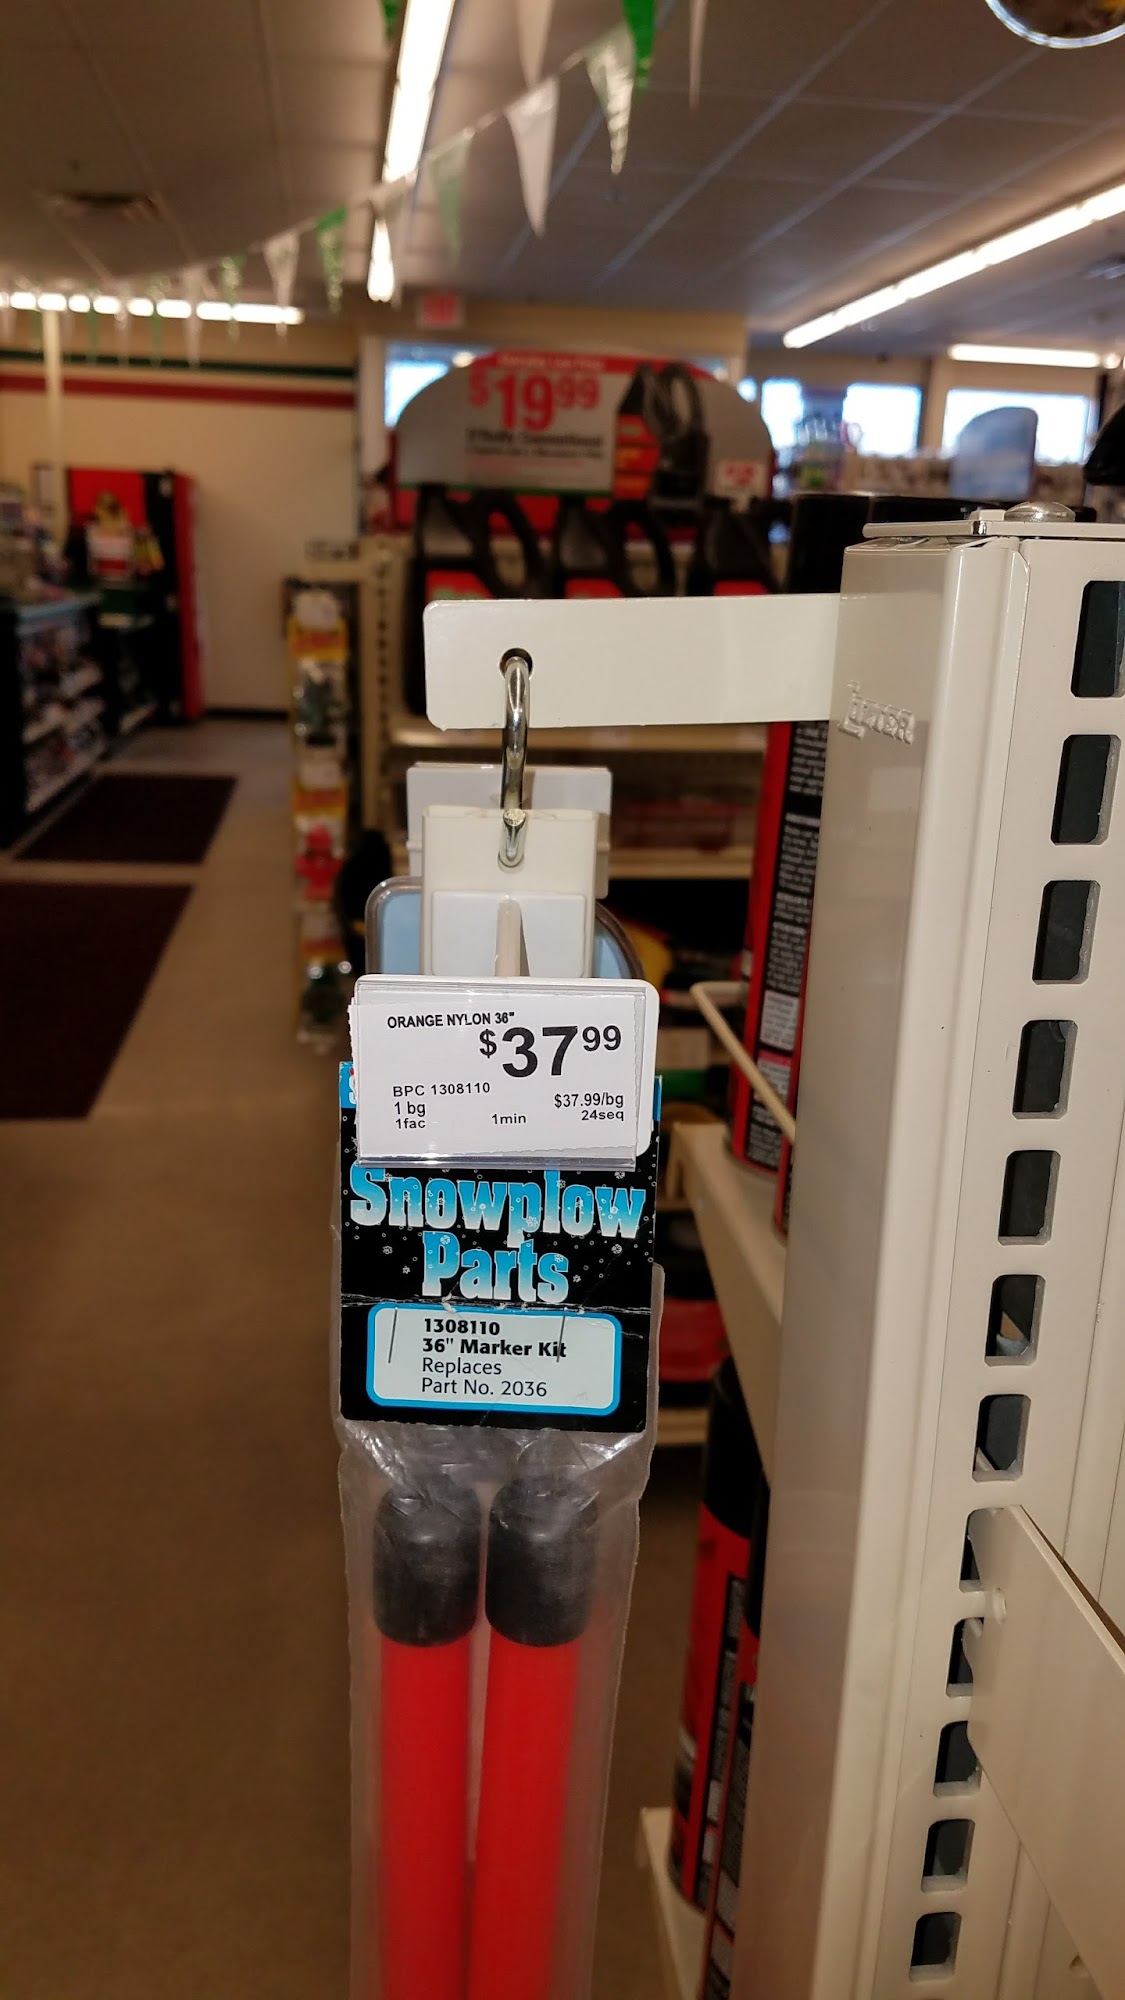 $19.99
LOZIER
ORANGE NYLON 36"
$37.99
BPC 1308110
1 bg
$37.99/bg
1fac
1min
24seq
Snowplow
Parts
1308110
36" Marker Kit
Replaces
Part No. 2036